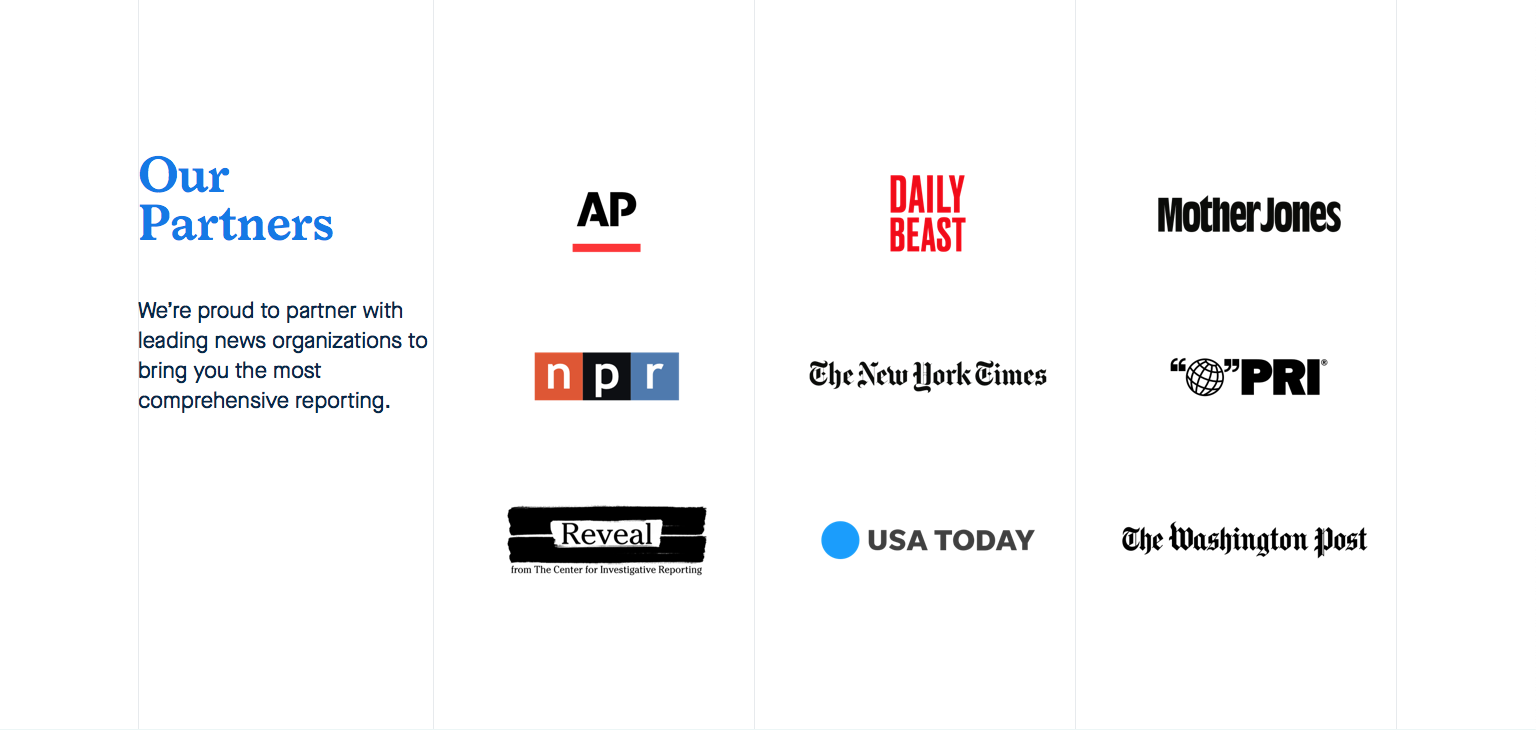 Our
Partners
We’re proud to partner with
leading news organizations to
bring you the most
comprehensive reporting.
AP
DAILY
BEAST
Mother Jones
npr
The New York Times
“ ”PRI®
Reveal
from The Center for Investigative Reporting
USA TODAY
The Washington Post